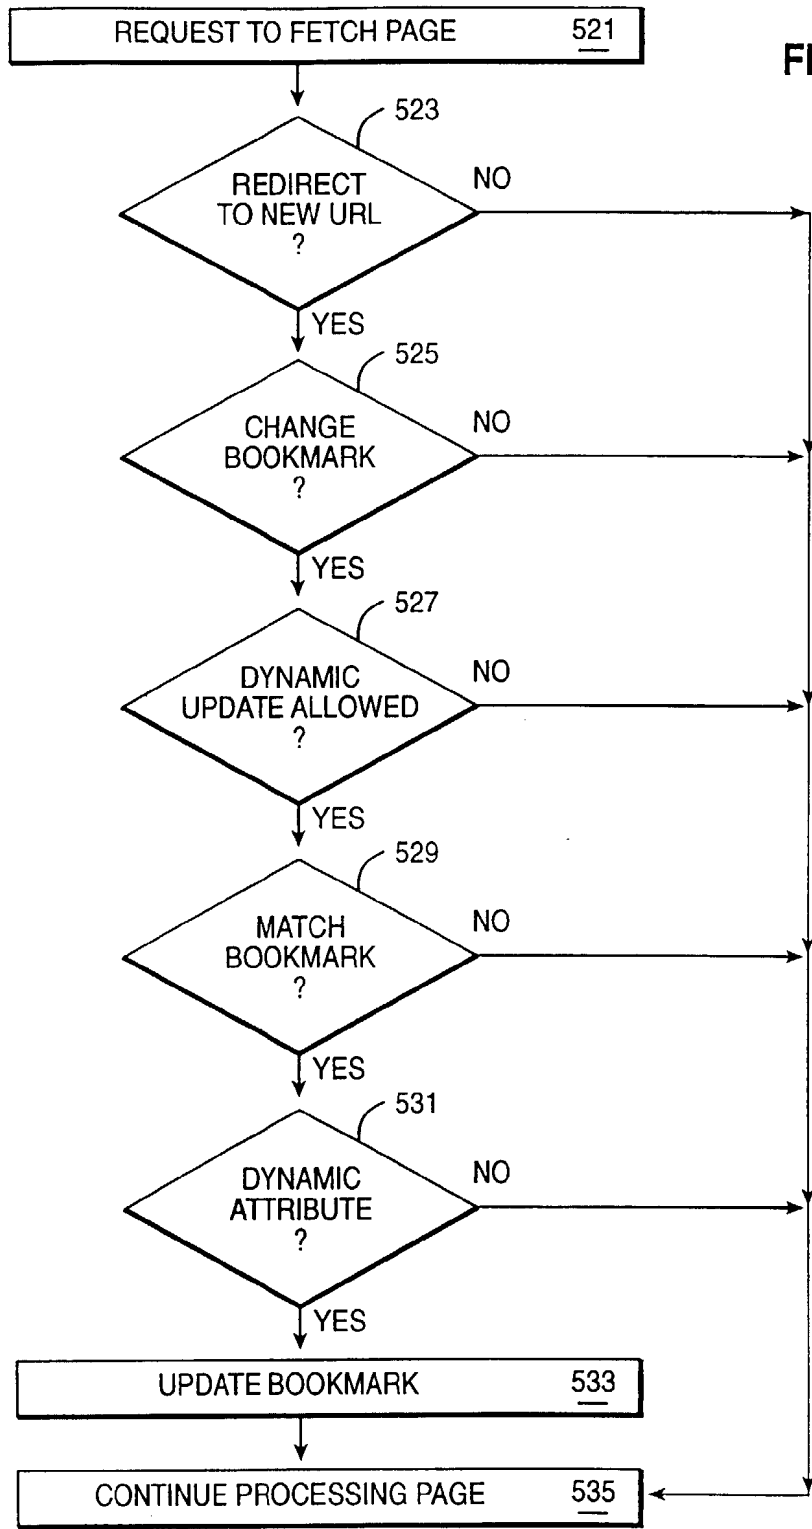 REQUEST TO FETCH PAGE 521
FI
523
REDIRECT
TO NEW URL
?
NO
YES
525
CHANGE
BOOKMARK
?
NO
YES
527
DYNAMIC
UPDATE ALLOWED
?
NO
YES
529
MATCH
BOOKMARK
?
NO
YES
531
DYNAMIC
ATTRIBUTE
?
NO
YES
UPDATE BOOKMARK 533
CONTINUE PROCESSING PAGE 535